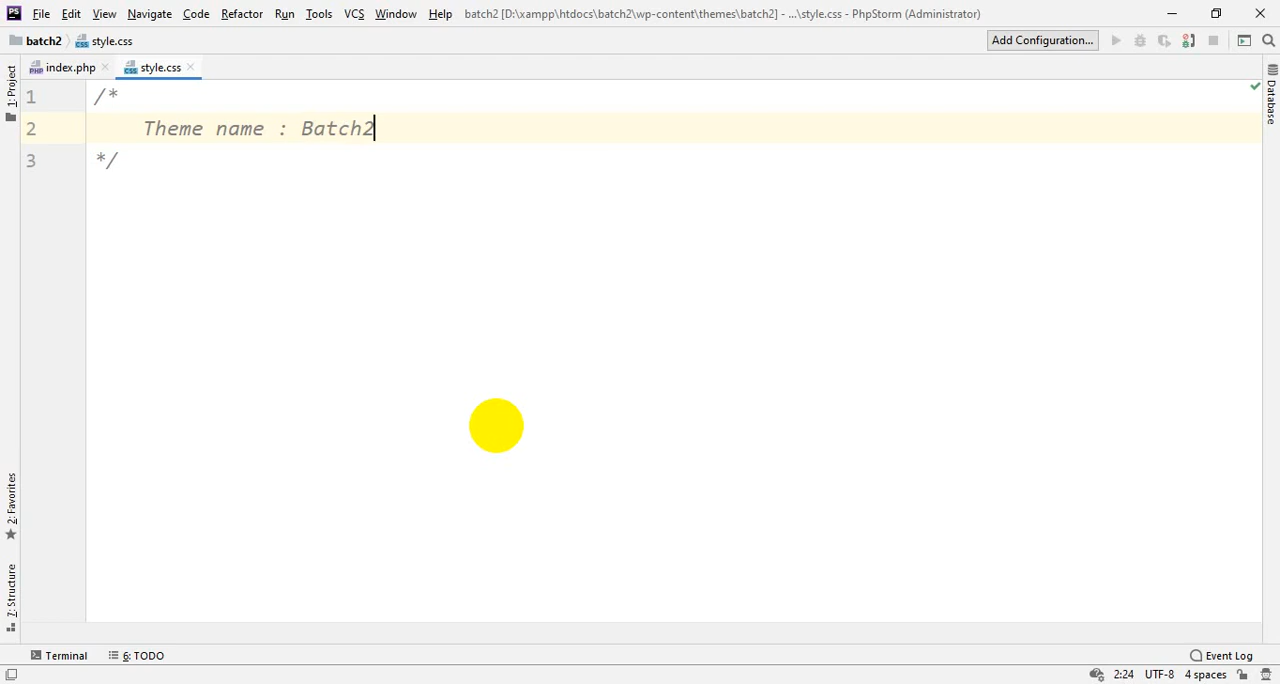 PS File Edit View Navigate Code Refactor Run Tools VCS Window Help batch2 [D:\xampp\htdocs\batch2\wp-content\themes\batch2] - ...\style.css - PhpStorm (Administrator)
batch2 style.css Add Configuration...
index.php style.css
1 /*
2 Theme name : Batch2
3 */
1: Project
2: Favorites
Z: Structure
Database
Terminal 6: TODO Event Log
2:24 UTF-8 4 spaces